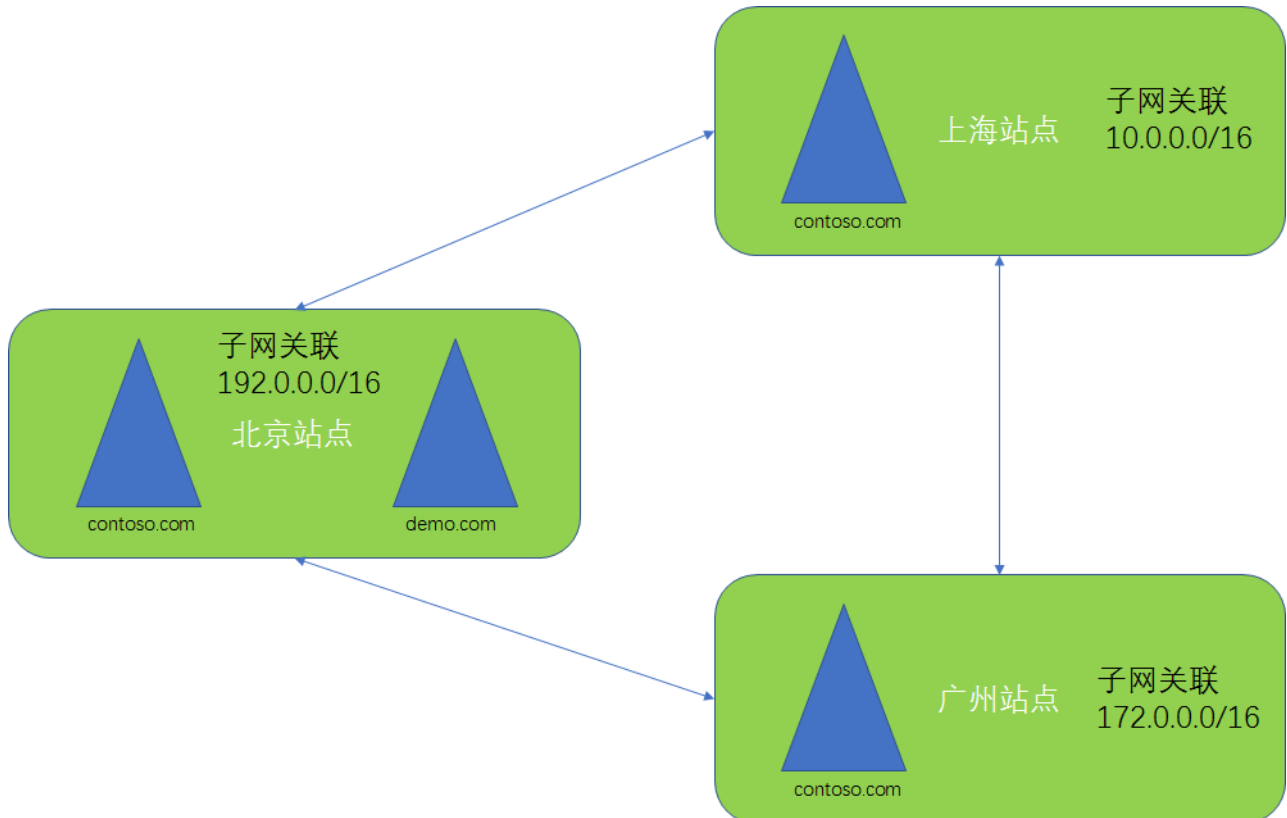 子网关联
10.0.0.0/16
上海站点
contoso.com
子网关联
192.0.0.0/16
北京站点
contoso.com
demo.com
子网关联
172.0.0.0/16
广州站点
contoso.com